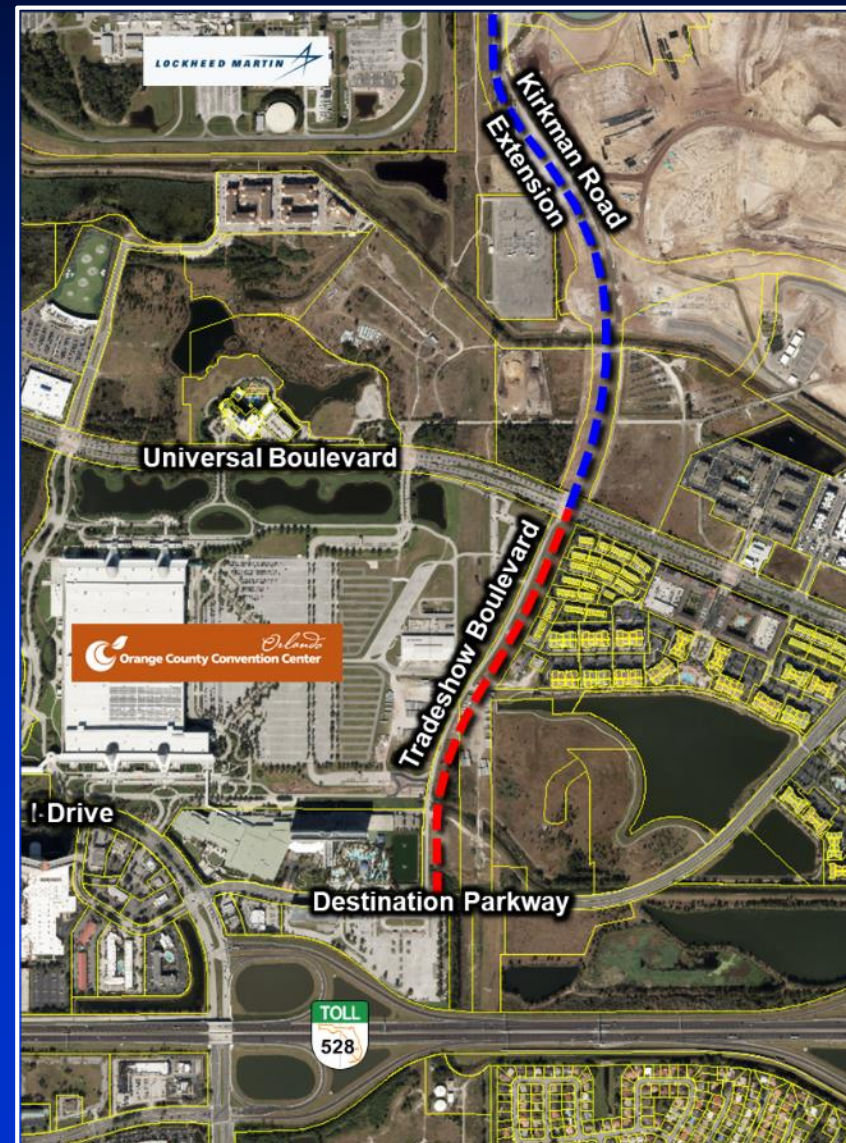 LOCKHEED MARTIN
Kirkman Road
Extension
Universal Boulevard
Tradeshow Boulevard
Orlando
Orange County Convention Center
I-Drive
Destination Parkway
TOLL
528